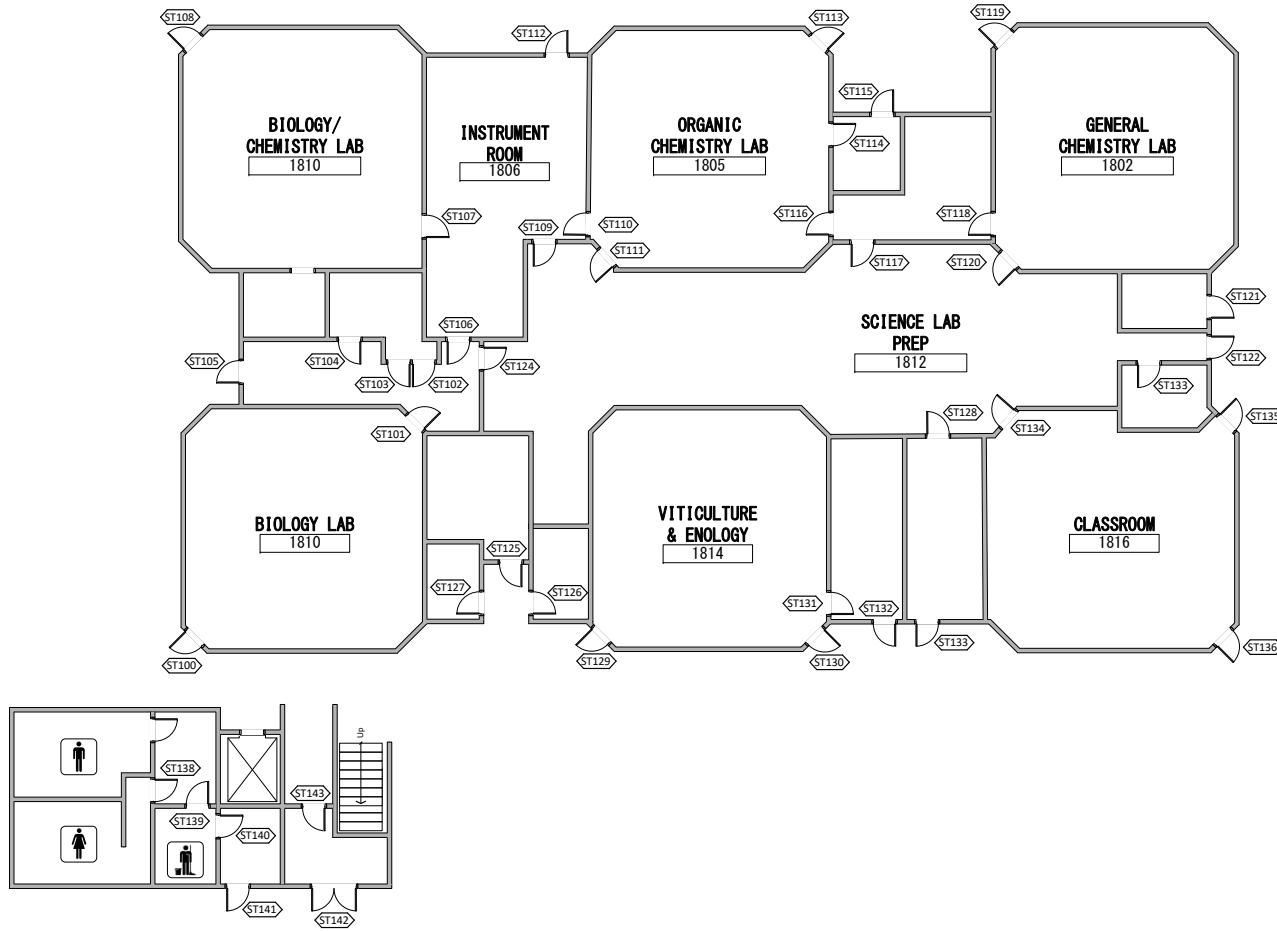 ST108
ST112
ST113
ST119
ST115
ST114
BIOLOGY/
CHEMISTRY LAB
1810
INSTRUMENT
ROOM
1806
ORGANIC
CHEMISTRY LAB
1805
GENERAL
CHEMISTRY LAB
1802
ST107
ST109
ST110
ST111
ST116
ST117
ST118
ST120
ST121
ST122
ST133
SCIENCE LAB
PREP
1812
ST105
ST104
ST103
ST102
ST106
ST124
ST101
ST128
ST134
ST135
BIOLOGY LAB
1810
VITICULTURE
& ENOLOGY
1814
CLASSROOM
1816
ST125
ST127
ST126
ST131
ST132
ST133
ST100
ST129
ST130
ST136
Up
ST138
ST139
ST140
ST143
ST141
ST142